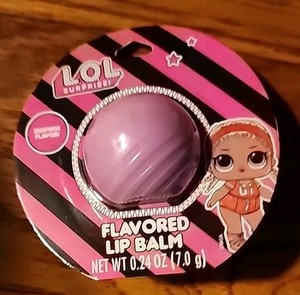 L.O.L
SURPRISE!
SURPRISE
FLAVOR!
FLAVORED
LIP BALM
NET WT 0.24 OZ (7.0 g)